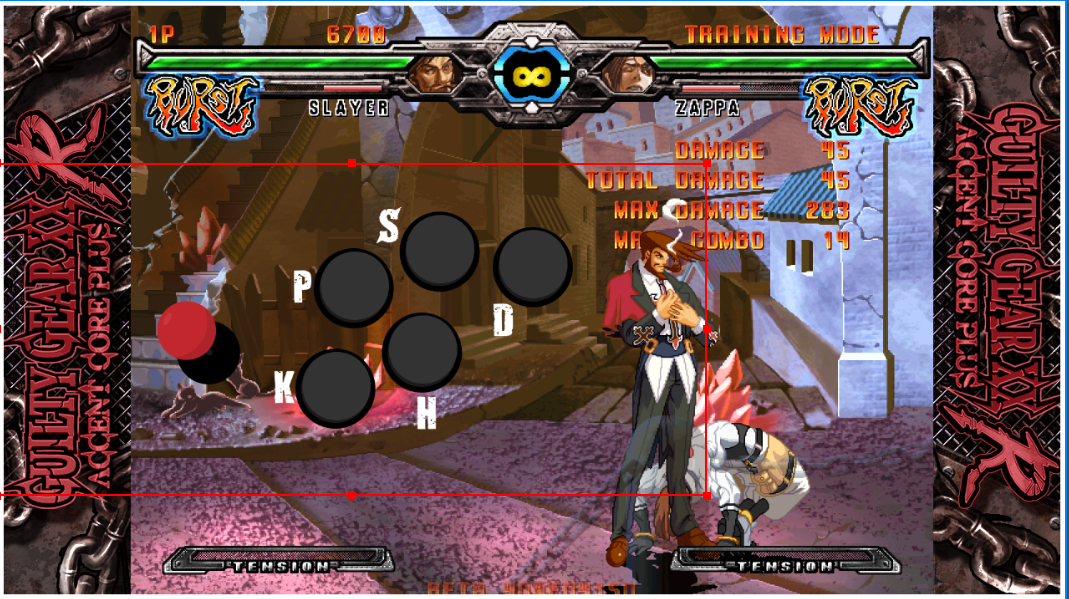 1P 6700 TRAINING MODE
BURST BURST
SLAYER ZAPPA
DAMAGE 45
TOTAL DAMAGE 45
MAX DAMAGE 283
COMBO 14
S
P
D
K
H
TENSION TENSION
GUILTY GEAR XX R
ACCENT CORE PLUS
GUILTY GEAR XX R
ACCENT CORE PLUS